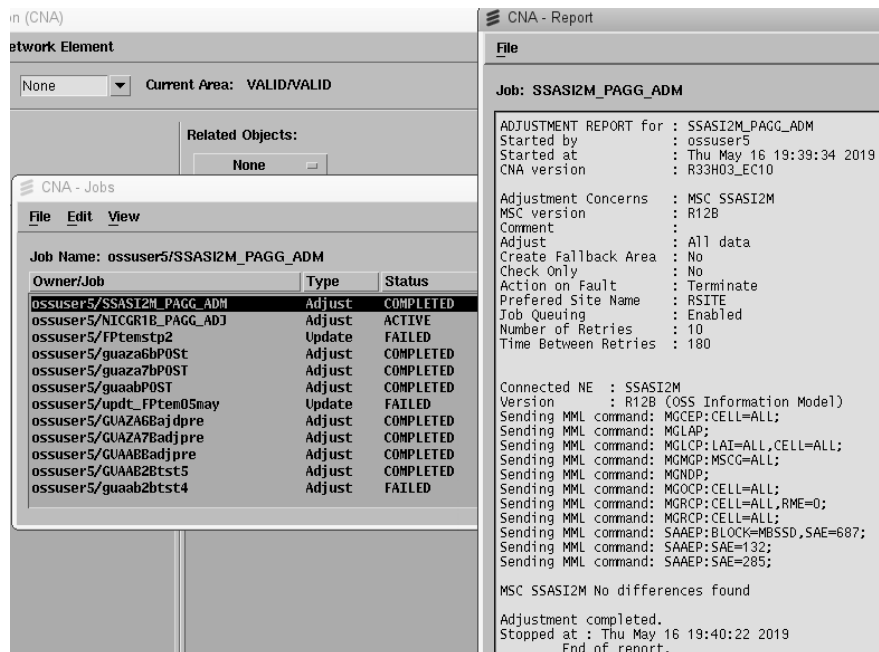 on (CNA)
etwork Element
None
Current Area: VALID/VALID
Related Objects:
None
CNA - Jobs
File Edit View
Job Name: ossuser5/SSASI2M_PAGG_ADM
Owner/Job Type Status
ossuser5/SSASI2M_PAGG_ADM Adjust COMPLETED
ossuser5/NICGR1B_PAGG_ADJ Adjust ACTIVE
ossuser5/FPtemstp2 Update FAILED
ossuser5/guaza6bPOSt Adjust COMPLETED
ossuser5/guaza7bPOST Adjust COMPLETED
ossuser5/guaabPOST Adjust COMPLETED
ossuser5/updt_FPtem05may Update FAILED
ossuser5/GUAZA6Bajdpre Adjust COMPLETED
ossuser5/GUAZA7Badjpre Adjust COMPLETED
ossuser5/GUAABBadjpre Adjust COMPLETED
ossuser5/GUAAB2Btst5 Adjust COMPLETED
ossuser5/guaab2btst4 Adjust FAILED
CNA - Report
File
Job: SSASI2M_PAGG_ADM
ADJUSTMENT REPORT for : SSASI2M_PAGG_ADM
Started by : ossuser5
Started at : Thu May 16 19:39:34 2019
CNA version : R33H03_EC10
Adjustment Concerns : MSC SSASI2M
MSC version : R12B
Comment :
Adjust : All data
Create Fallback Area : No
Check Only : No
Action on Fault : Terminate
Prefered Site Name : RSITE
Job Queuing : Enabled
Number of Retries : 10
Time Between Retries : 180
Connected NE : SSASI2M
Version : R12B (OSS Information Model)
Sending MML command: MGCEP:CELL=ALL;
Sending MML command: MGLAP;
Sending MML command: MGLCP:LAI=ALL,CELL=ALL;
Sending MML command: MGMGP:MSCG=ALL;
Sending MML command: MGNDP;
Sending MML command: MGOCP:CELL=ALL;
Sending MML command: MGRCP:CELL=ALL,RME=0;
Sending MML command: MGRCP:CELL=ALL;
Sending MML command: SAAEP:BLOCK=MBSSD,SAE=687;
Sending MML command: SAAEP:SAE=132;
Sending MML command: SAAEP:SAE=285;
MSC SSASI2M No differences found
Adjustment completed.
Stopped at : Thu May 16 19:40:22 2019
End of report.